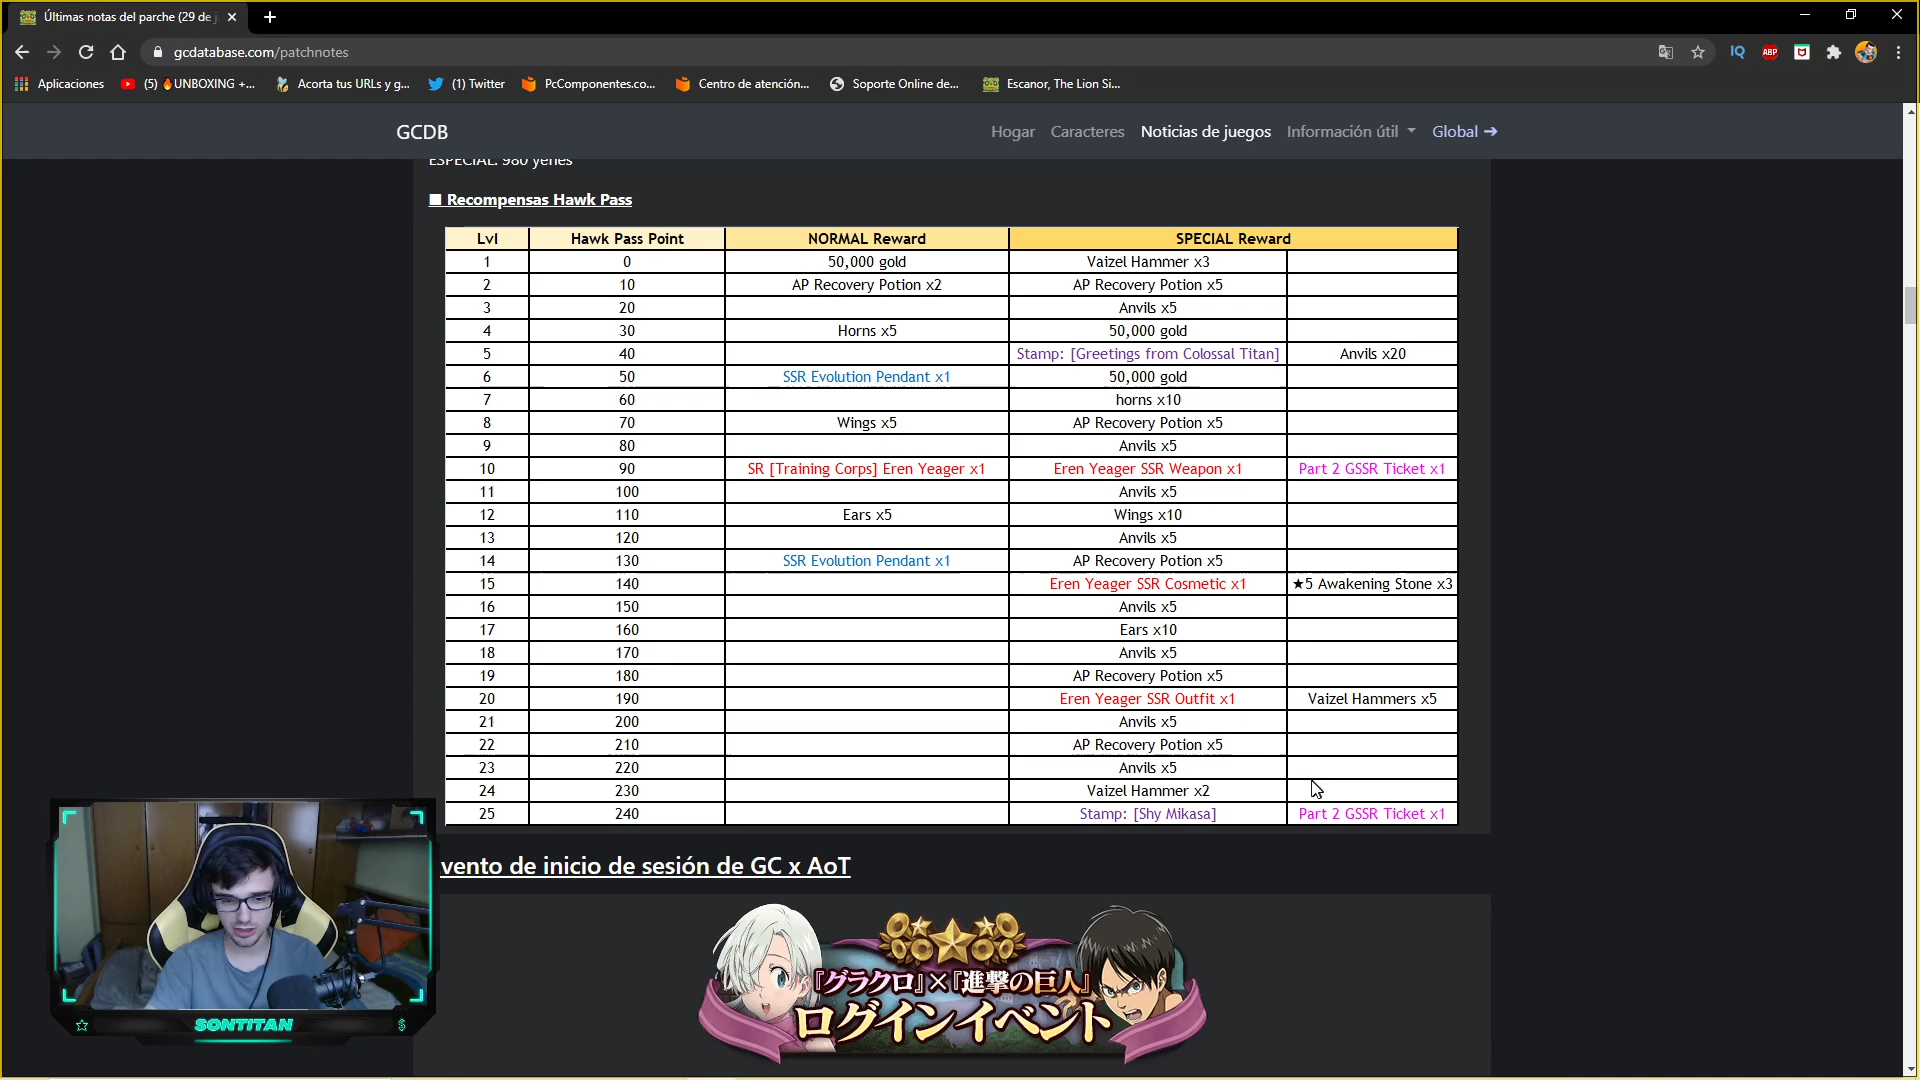 Últimas notas del parche (29 de j
gcdatabase.com/patchnotes
IQ
ABP
Aplicaciones
(5) 🔥UNBOXING +...
Acorta tus URLs y g...
(1) Twitter
PcComponentes.co...
Centro de atención...
Soporte Online de...
Escanor, The Lion Si...
GCDB
Hogar Caracteres Noticias de juegos Información útil Global ➔
ESPECIAL: 980 yenes
■ Recompensas Hawk Pass
Lvl Hawk Pass Point NORMAL Reward SPECIAL Reward
1 0 50,000 gold Vaizel Hammer x3
2 10 AP Recovery Potion x2 AP Recovery Potion x5
3 20 Anvils x5
4 30 Horns x5 50,000 gold
5 40 Stamp: [Greetings from Colossal Titan] Anvils x20
6 50 SSR Evolution Pendant x1 50,000 gold
7 60 horns x10
8 70 Wings x5 AP Recovery Potion x5
9 80 Anvils x5
10 90 SR [Training Corps] Eren Yeager x1 Eren Yeager SSR Weapon x1 Part 2 GSSR Ticket x1
11 100 Anvils x5
12 110 Ears x5 Wings x10
13 120 Anvils x5
14 130 SSR Evolution Pendant x1 AP Recovery Potion x5
15 140 Eren Yeager SSR Cosmetic x1 ★5 Awakening Stone x3
16 150 Anvils x5
17 160 Ears x10
18 170 Anvils x5
19 180 AP Recovery Potion x5
20 190 Eren Yeager SSR Outfit x1 Vaizel Hammers x5
21 200 Anvils x5
22 210 AP Recovery Potion x5
23 220 Anvils x5
24 230 Vaizel Hammer x2
25 240 Stamp: [Shy Mikasa] Part 2 GSSR Ticket x1
vento de inicio de sesión de GC x AoT
『グラクロ』×『進撃の巨人』
ログインイベント
SONTITAN